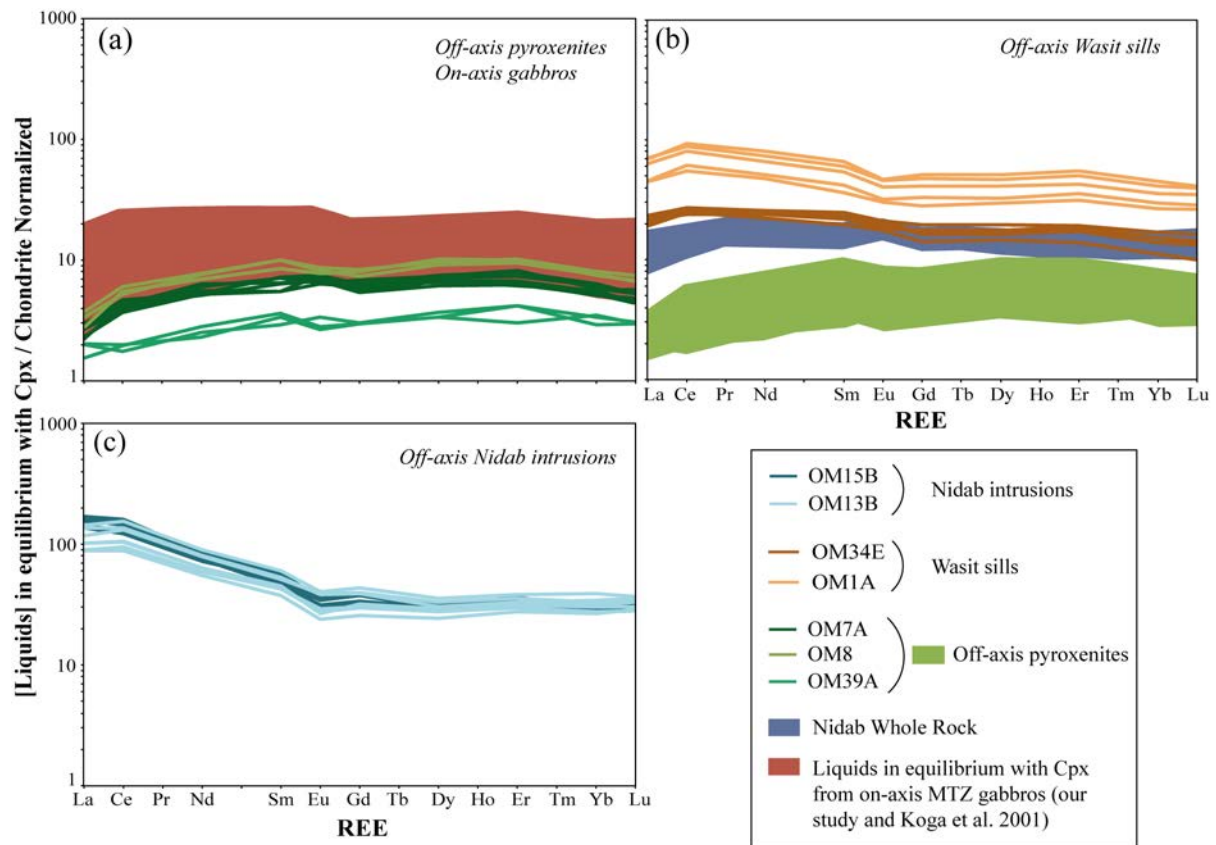 [Liquids] in equilibrium with Cpx / Chondrite Normalized
1000
100
10
1
(a)
Off-axis pyroxenites
On-axis gabbros
(b)
Off-axis Wasit sills
La Ce Pr Nd Sm Eu Gd Tb Dy Ho Er Tm Yb Lu
REE
1000
100
10
1
(c)
Off-axis Nidab intrusions
La Ce Pr Nd Sm Eu Gd Tb Dy Ho Er Tm Yb Lu
REE
OM15B
OM13B
Nidab intrusions
OM34E
OM1A
Wasit sills
OM7A
OM8
OM39A
Off-axis pyroxenites
Nidab Whole Rock
Liquids in equilibrium with Cpx
from on-axis MTZ gabbros (our
study and Koga et al. 2001)